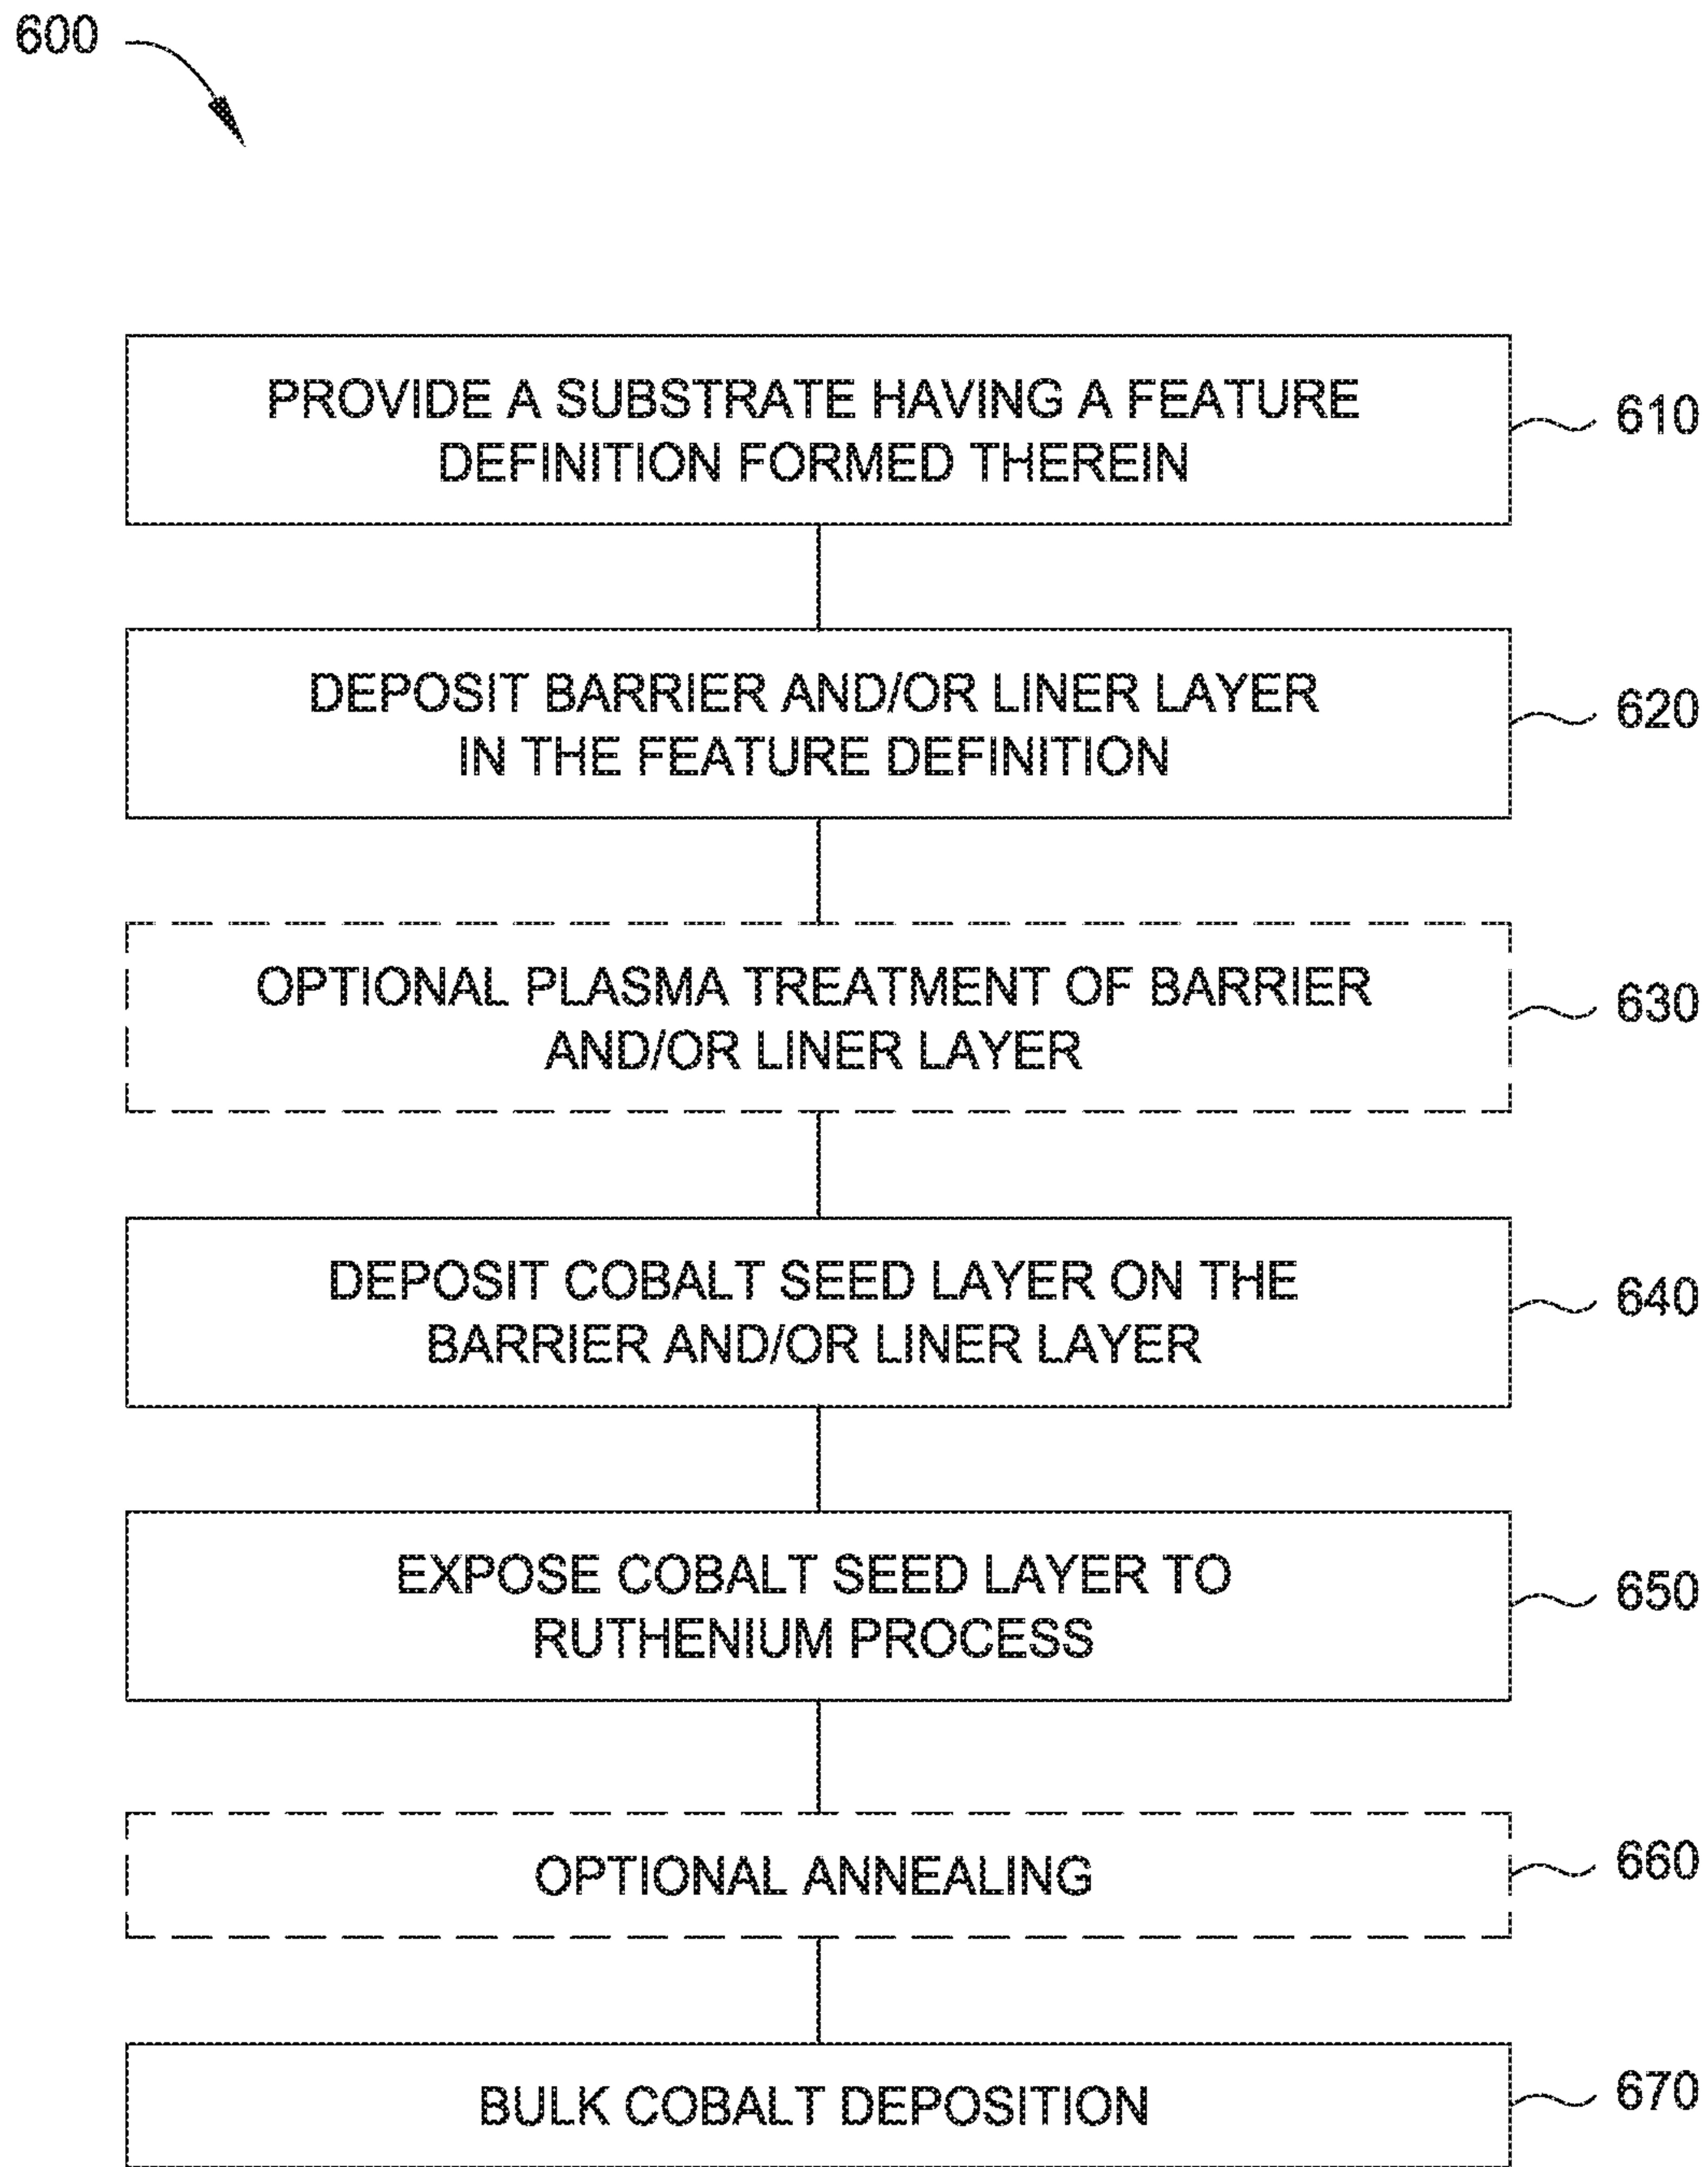 600
PROVIDE A SUBSTRATE HAVING A FEATURE
DEFINITION FORMED THEREIN
610
DEPOSIT BARRIER AND/OR LINER LAYER
IN THE FEATURE DEFINITION
620
OPTIONAL PLASMA TREATMENT OF BARRIER
AND/OR LINER LAYER
630
DEPOSIT COBALT SEED LAYER ON THE
BARRIER AND/OR LINER LAYER
640
EXPOSE COBALT SEED LAYER TO
RUTHENIUM PROCESS
650
OPTIONAL ANNEALING
660
BULK COBALT DEPOSITION
670